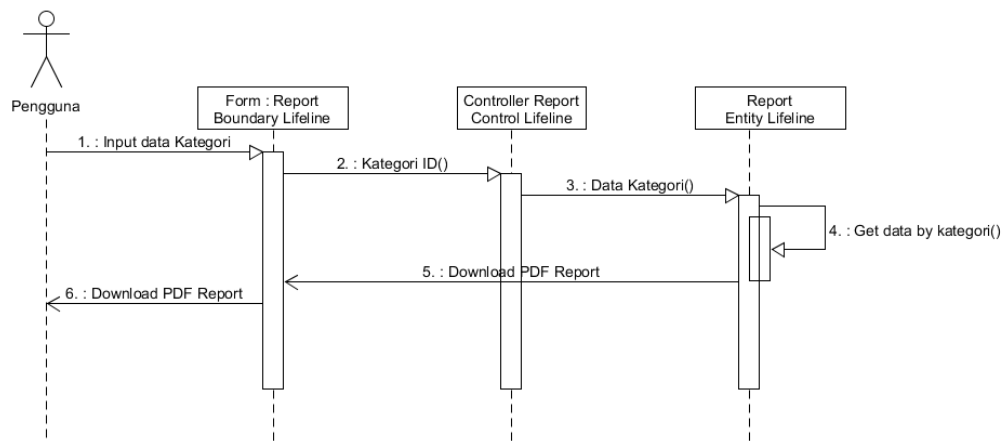 Pengguna
Form : Report
Boundary Lifeline
Controller Report
Control Lifeline
Report
Entity Lifeline
1. : Input data Kategori
2. : Kategori ID()
3. : Data Kategori()
4. : Get data by kategori()
5. : Download PDF Report
6. : Download PDF Report